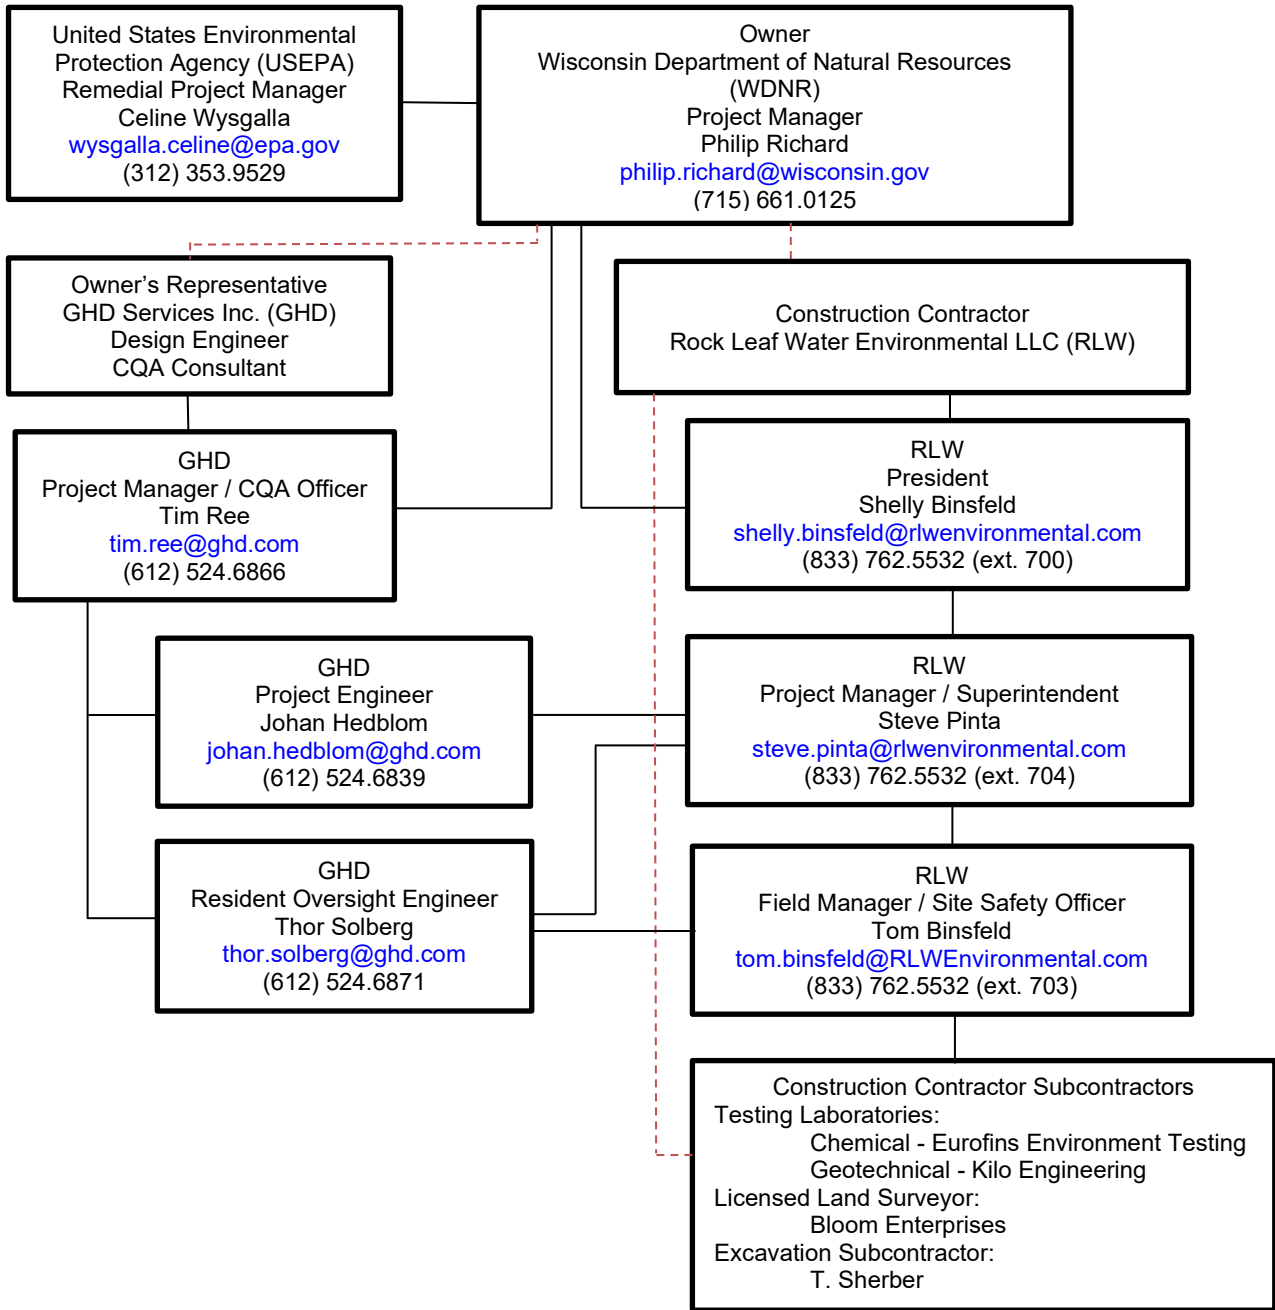 United States Environmental
Protection Agency (USEPA)
Remedial Project Manager
Celine Wysgalla
wysgalla.celine@epa.gov
(312) 353.9529
Owner
Wisconsin Department of Natural Resources
(WDNR)
Project Manager
Philip Richard
philip.richard@wisconsin.gov
(715) 661.0125
Owner’s Representative
GHD Services Inc. (GHD)
Design Engineer
CQA Consultant
Construction Contractor
Rock Leaf Water Environmental LLC (RLW)
GHD
Project Manager / CQA Officer
Tim Ree
tim.ree@ghd.com
(612) 524.6866
RLW
President
Shelly Binsfeld
shelly.binsfeld@rlwenvironmental.com
(833) 762.5532 (ext. 700)
GHD
Project Engineer
Johan Hedblom
johan.hedblom@ghd.com
(612) 524.6839
RLW
Project Manager / Superintendent
Steve Pinta
steve.pinta@rlwenvironmental.com
(833) 762.5532 (ext. 704)
GHD
Resident Oversight Engineer
Thor Solberg
thor.solberg@ghd.com
(612) 524.6871
RLW
Field Manager / Site Safety Officer
Tom Binsfeld
tom.binsfeld@RLWEnvironmental.com
(833) 762.5532 (ext. 703)
Construction Contractor Subcontractors
Testing Laboratories:
Chemical - Eurofins Environment Testing
Geotechnical - Kilo Engineering
Licensed Land Surveyor:
Bloom Enterprises
Excavation Subcontractor:
T. Sherber